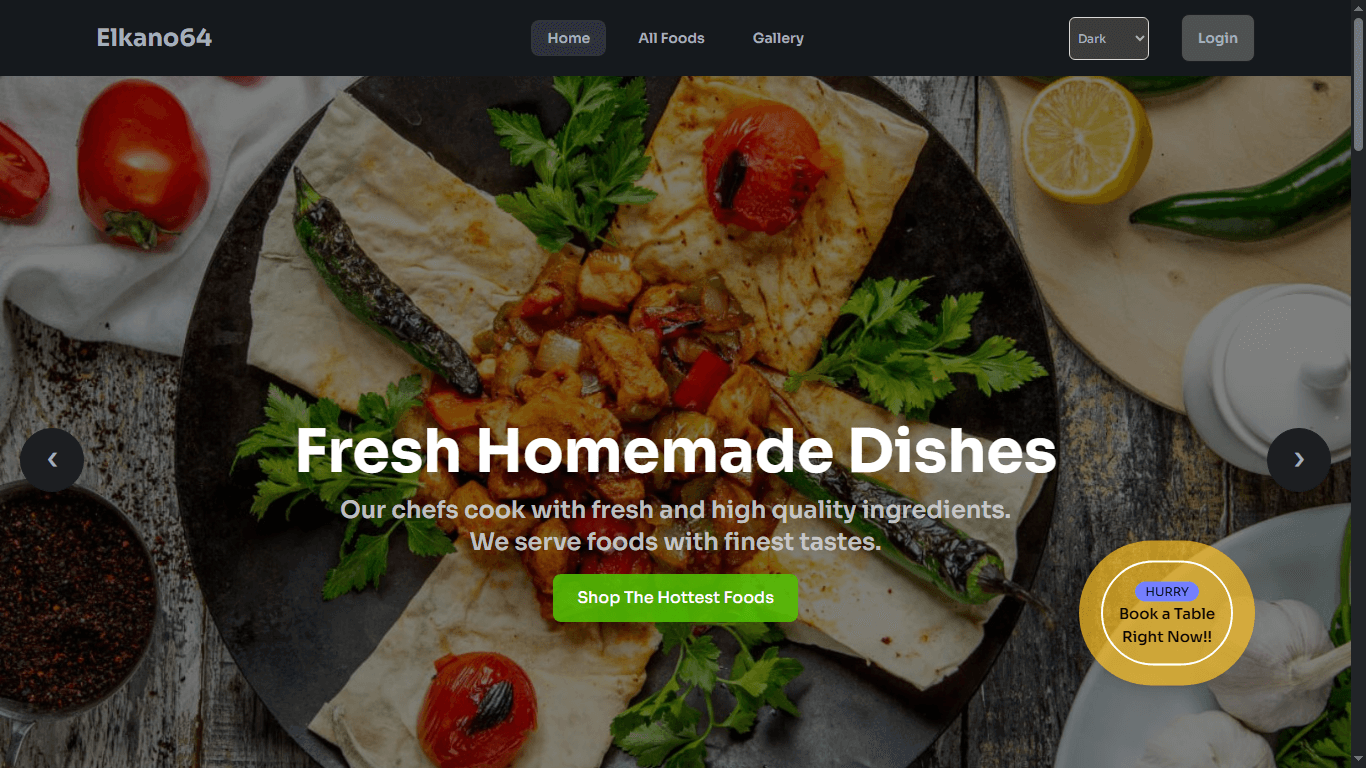 Elkano64
Home
All Foods
Gallery
Dark
Login
Fresh Homemade Dishes
Our chefs cook with fresh and high quality ingredients.
We serve foods with finest tastes.
Shop The Hottest Foods
HURRY
Book a Table
Right Now!!